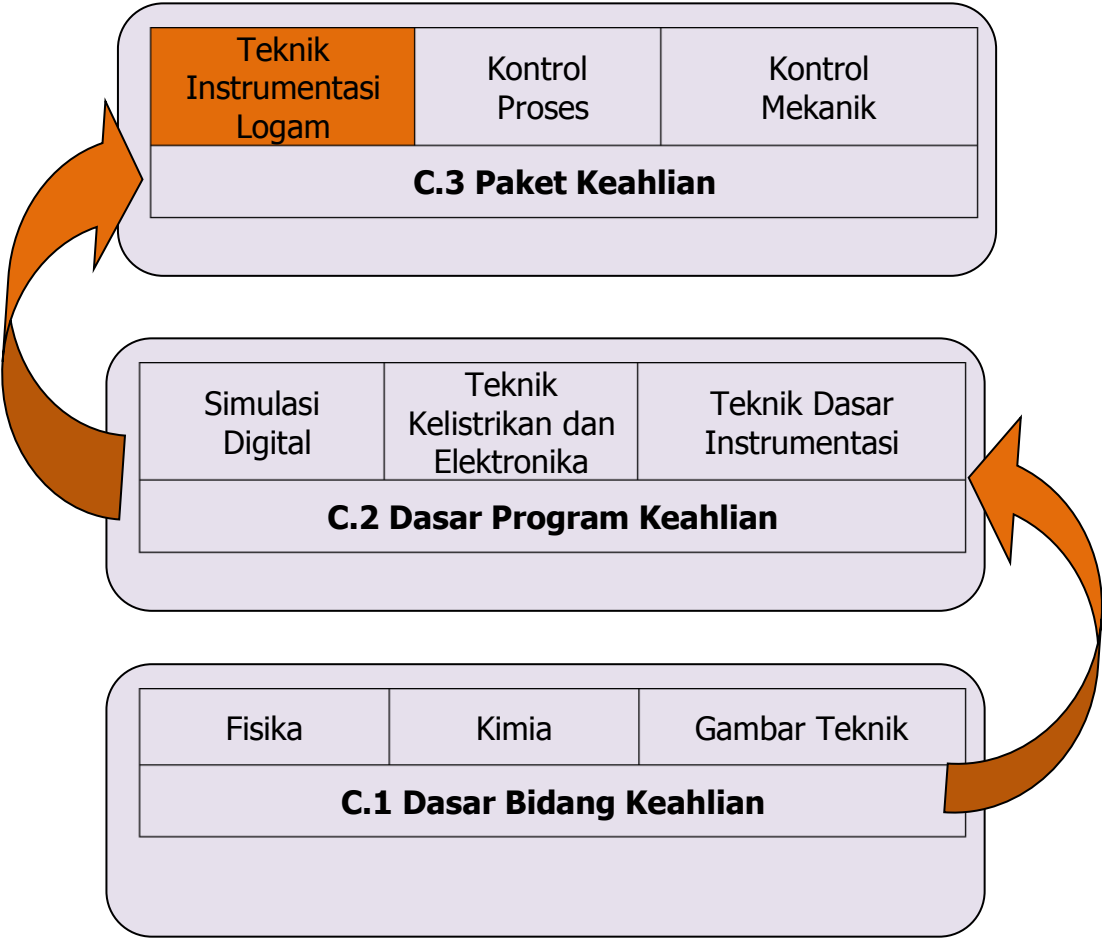 Teknik
Instrumentasi
Logam
Kontrol
Proses
Kontrol
Mekanik
C.3 Paket Keahlian
Simulasi
Digital
Teknik
Kelistrikan dan
Elektronika
Teknik Dasar
Instrumentasi
C.2 Dasar Program Keahlian
Fisika
Kimia
Gambar Teknik
C.1 Dasar Bidang Keahlian